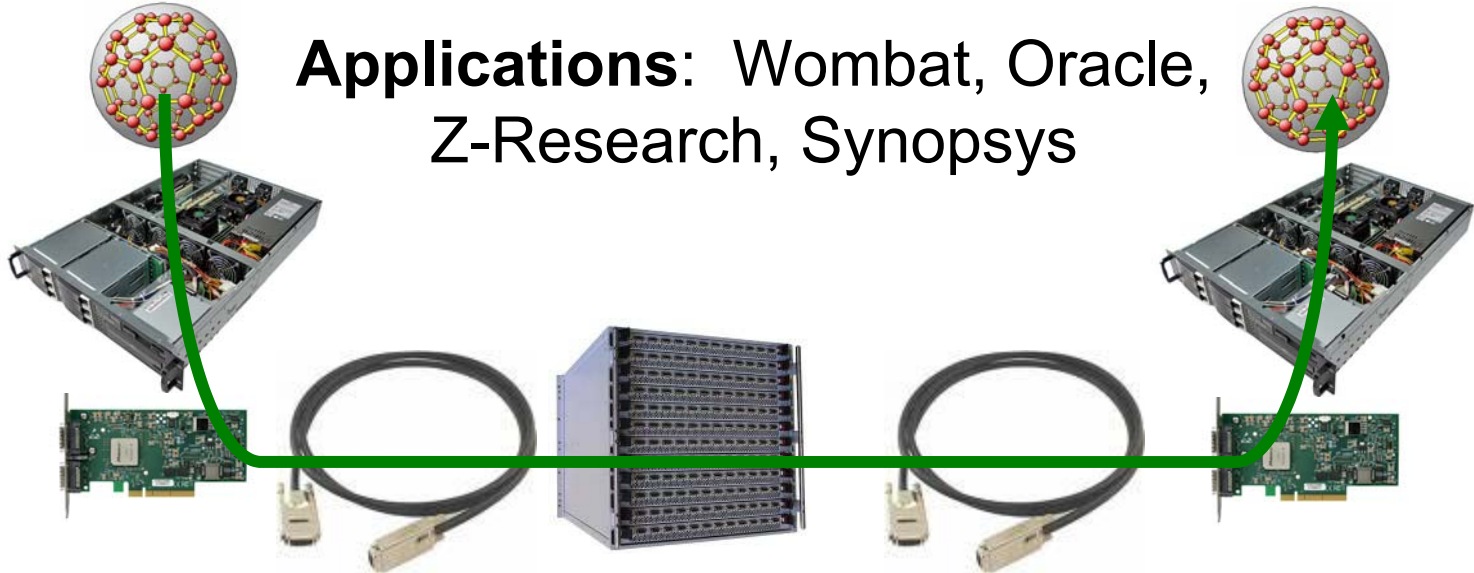 Applications: Wombat, Oracle,
Z-Research, Synopsys